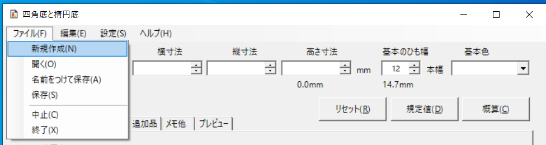 四角底と楕円底
ファイル(F) 編集(E) 設定(S) ヘルプ(H)
新規作成(N)
開く(O)
名前をつけて保存(A)
保存(S)
中止(C)
終了(X)
横寸法 縦寸法 高さ寸法 基本のひも幅 基本色
mm 12 本幅
0.0mm 14.7mm
リセット(R) 規定値(D) 概算(C)
追加品 メモ他 プレビュー